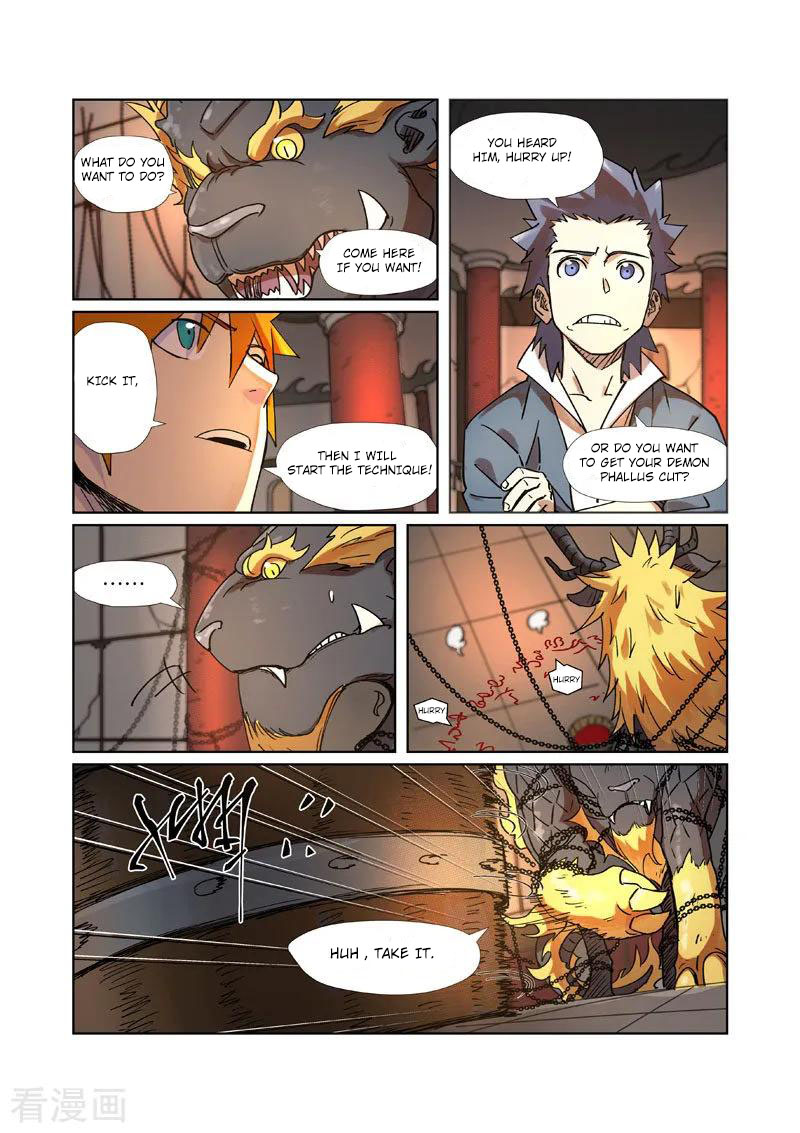 WHAT DO YOU
WANT TO DO?
COME HERE
IF YOU WANT!
YOU HEARD
HIM, HURRY UP!
OR DO YOU WANT
TO GET YOUR DEMON
PHALLUS CUT?
KICK IT,
THEN I WILL
START THE TECHNIQUE!
......
HURRY
HURRY
HUH , TAKE IT.
看漫画